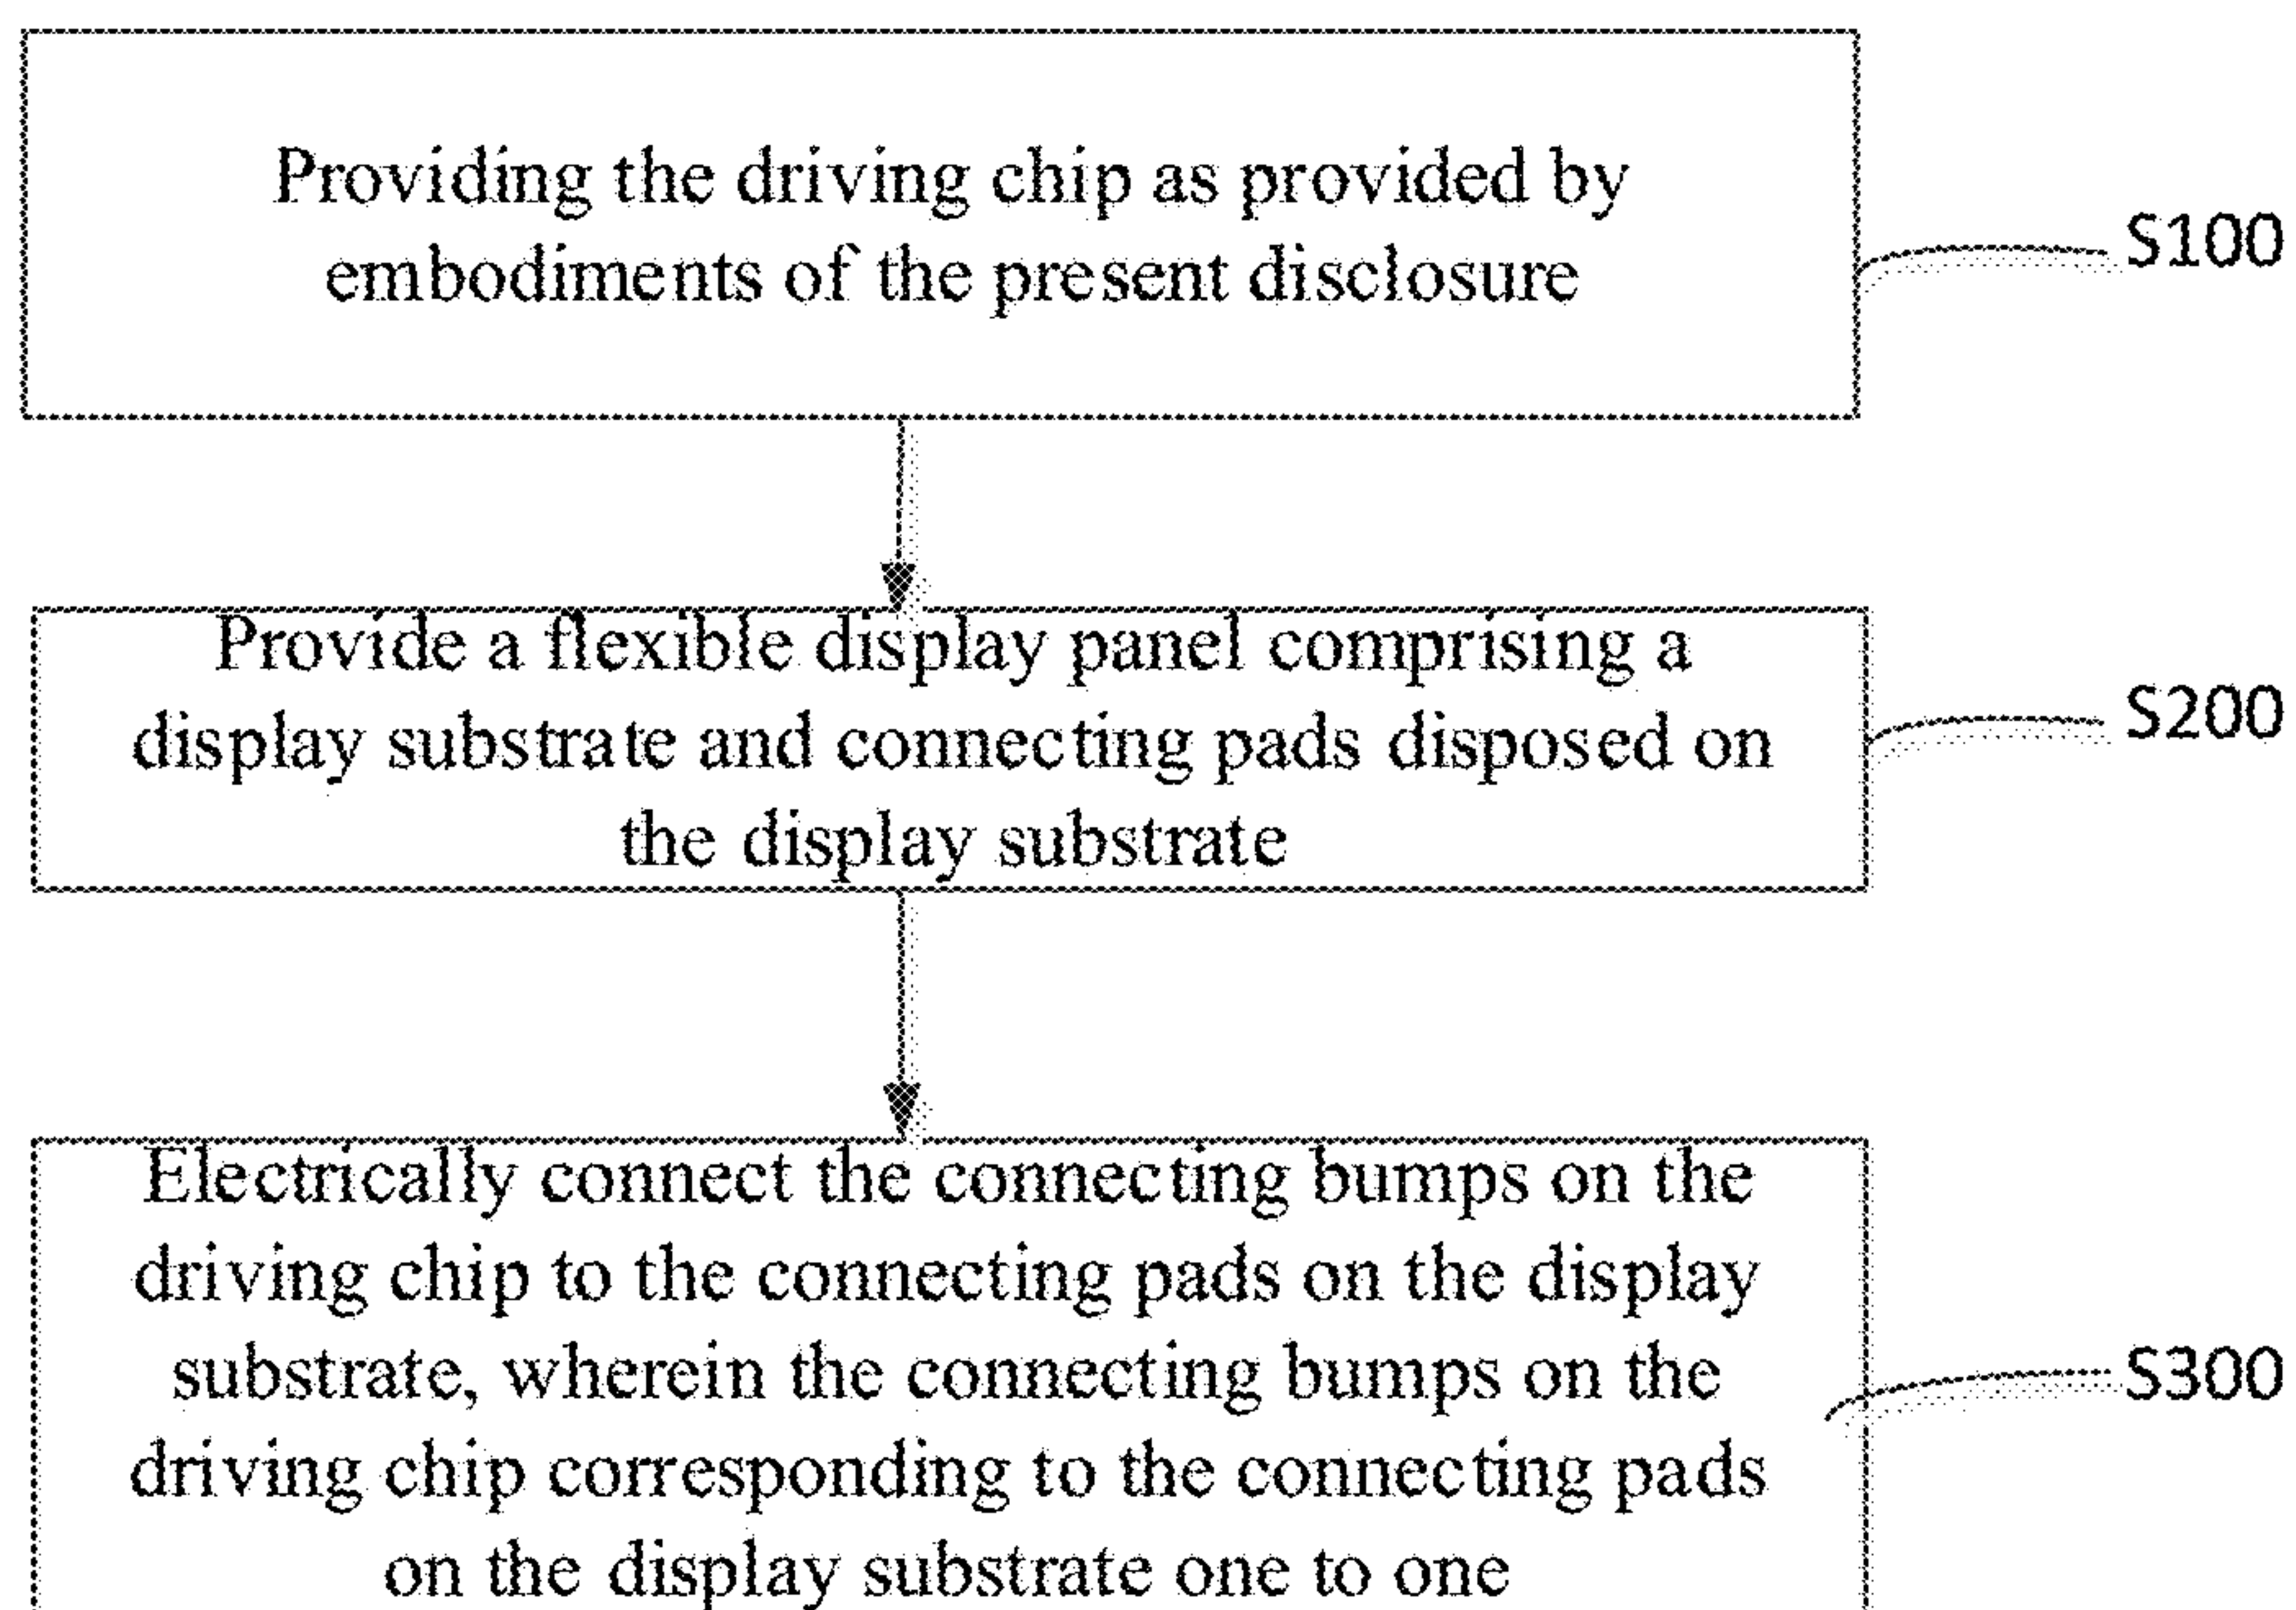 Providing the driving chip as provided by
embodiments of the present disclosure
S100
Provide a flexible display panel comprising a
display substrate and connecting pads disposed on
the display substrate
S200
Electrically connect the connecting bumps on the
driving chip to the connecting pads on the display
substrate, wherein the connecting bumps on the
driving chip corresponding to the connecting pads
on the display substrate one to one
S300